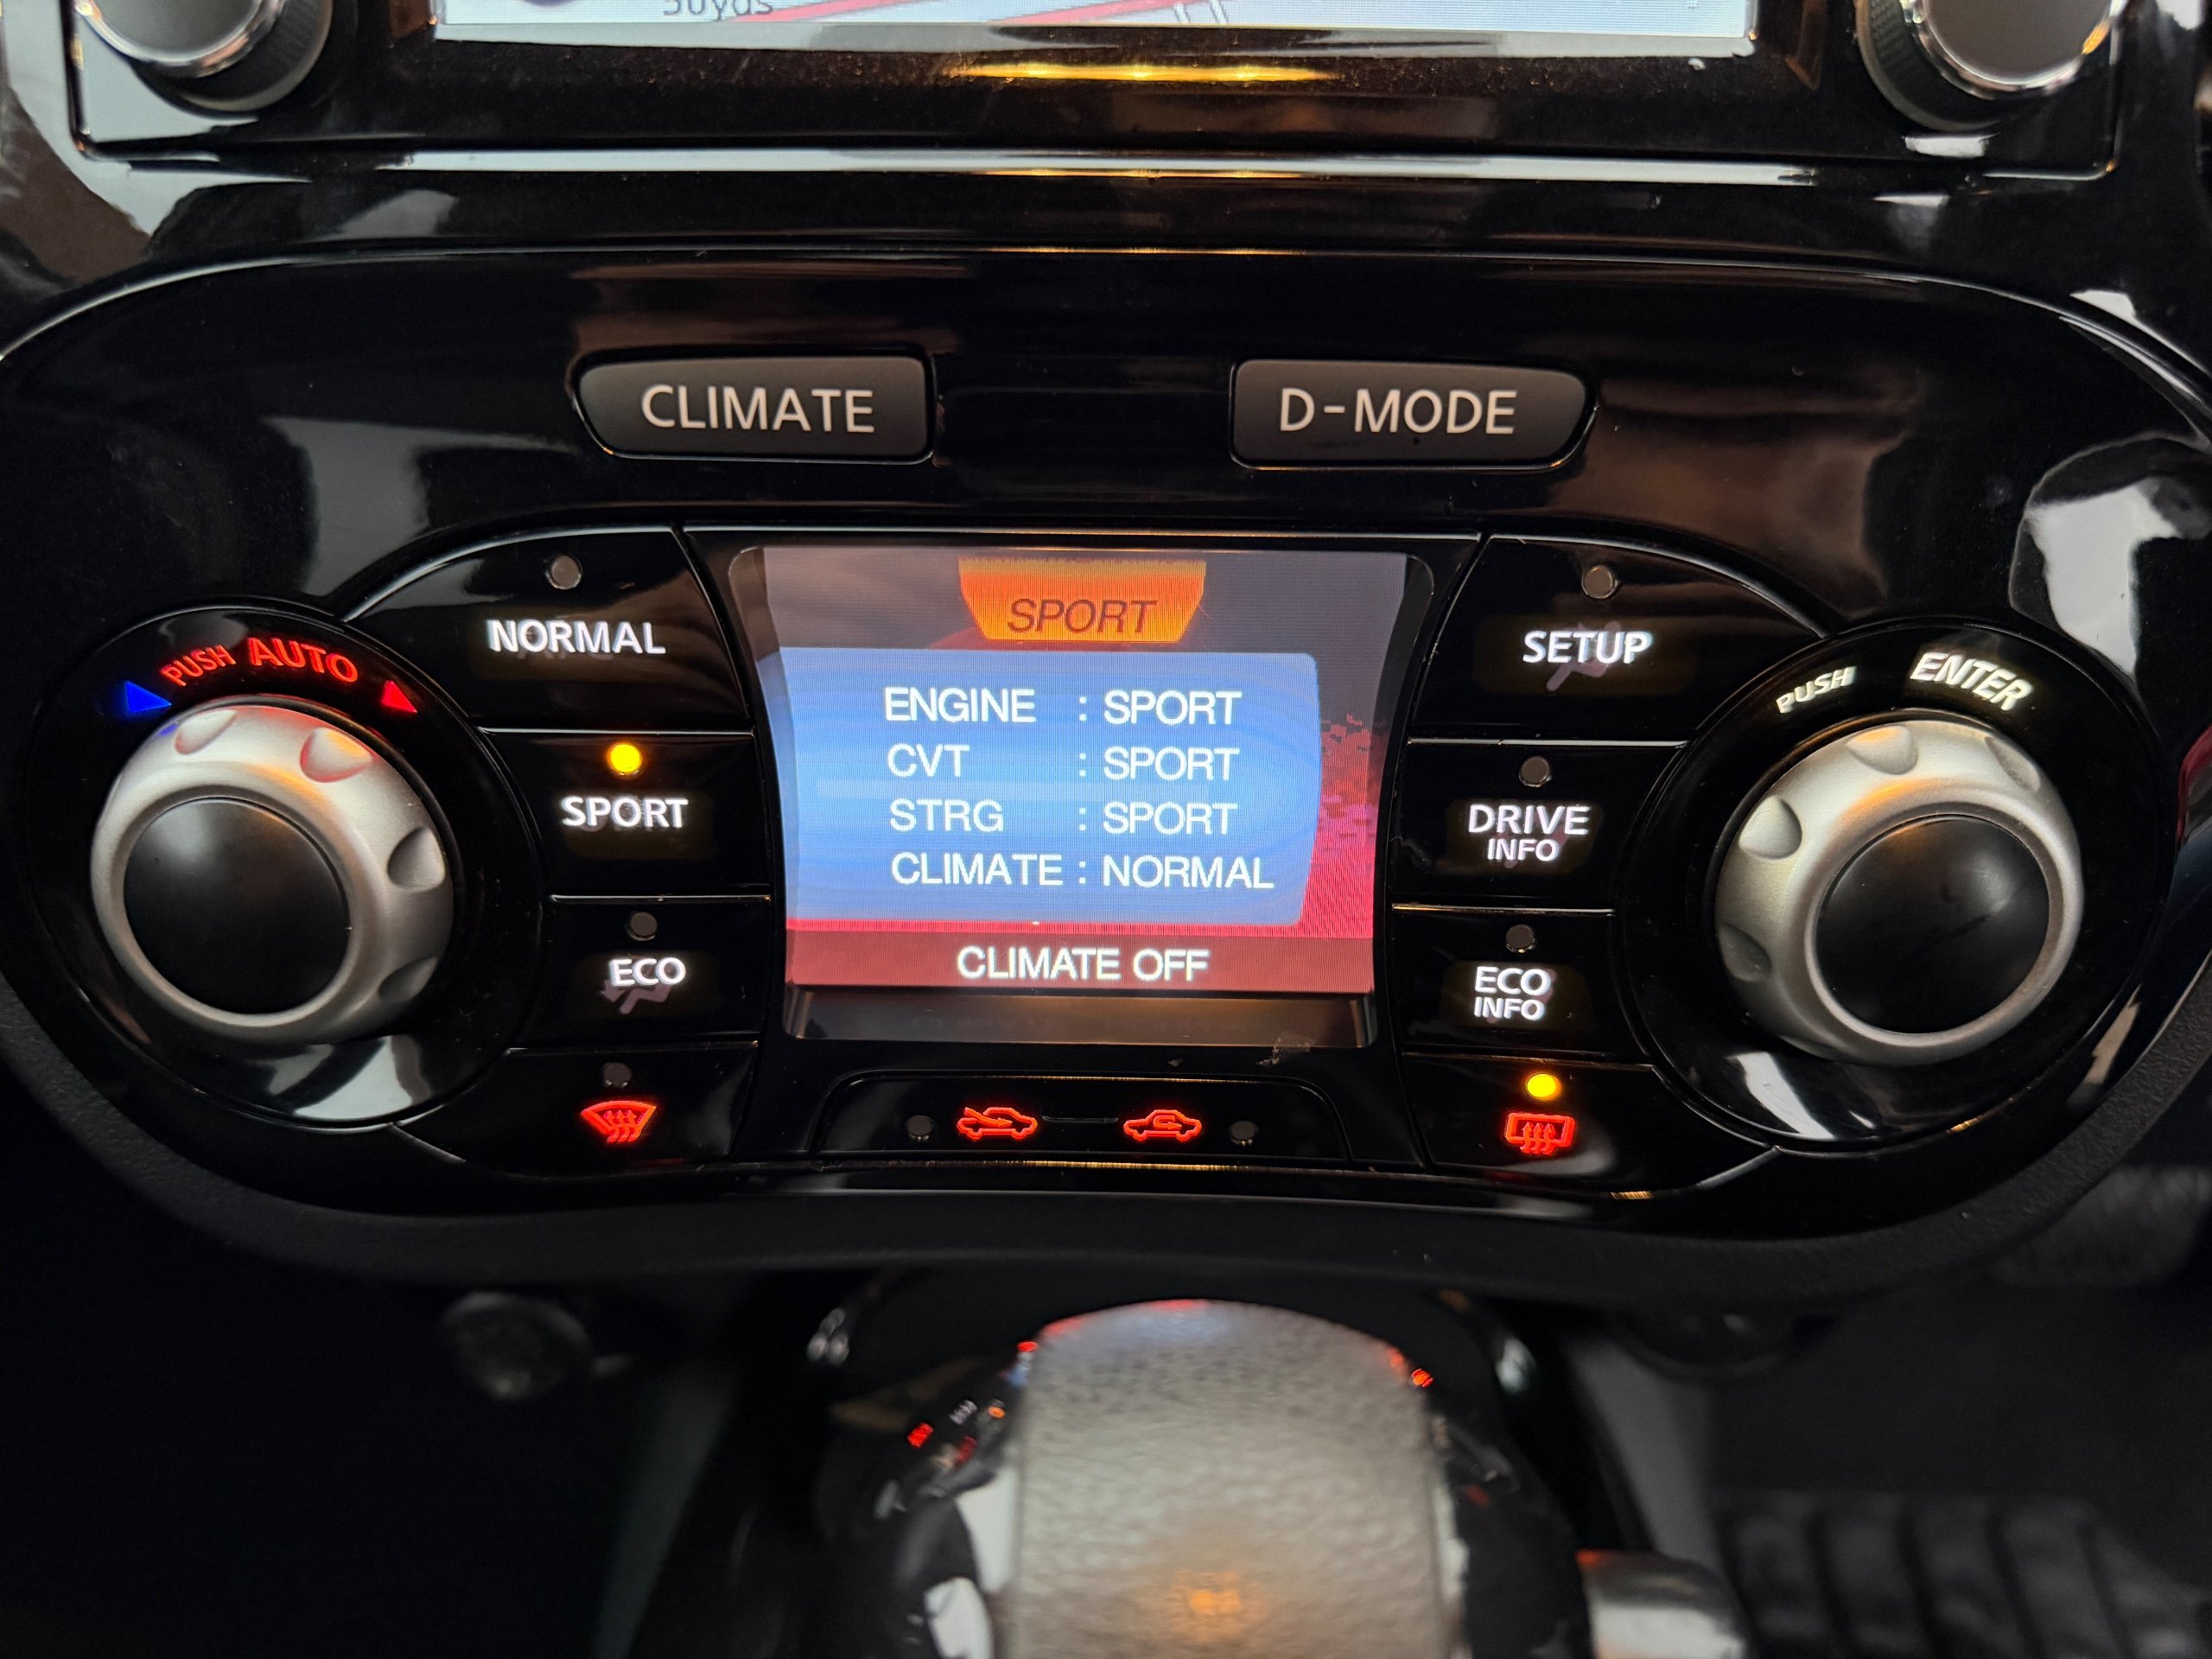 50yds
CLIMATE
D-MODE
NORMAL
SPORT
SETUP
PUSH AUTO
PUSH ENTER
ENGINE : SPORT
CVT : SPORT
STRG : SPORT
CLIMATE : NORMAL
SPORT
DRIVE
INFO
ECO
ECO
INFO
CLIMATE OFF